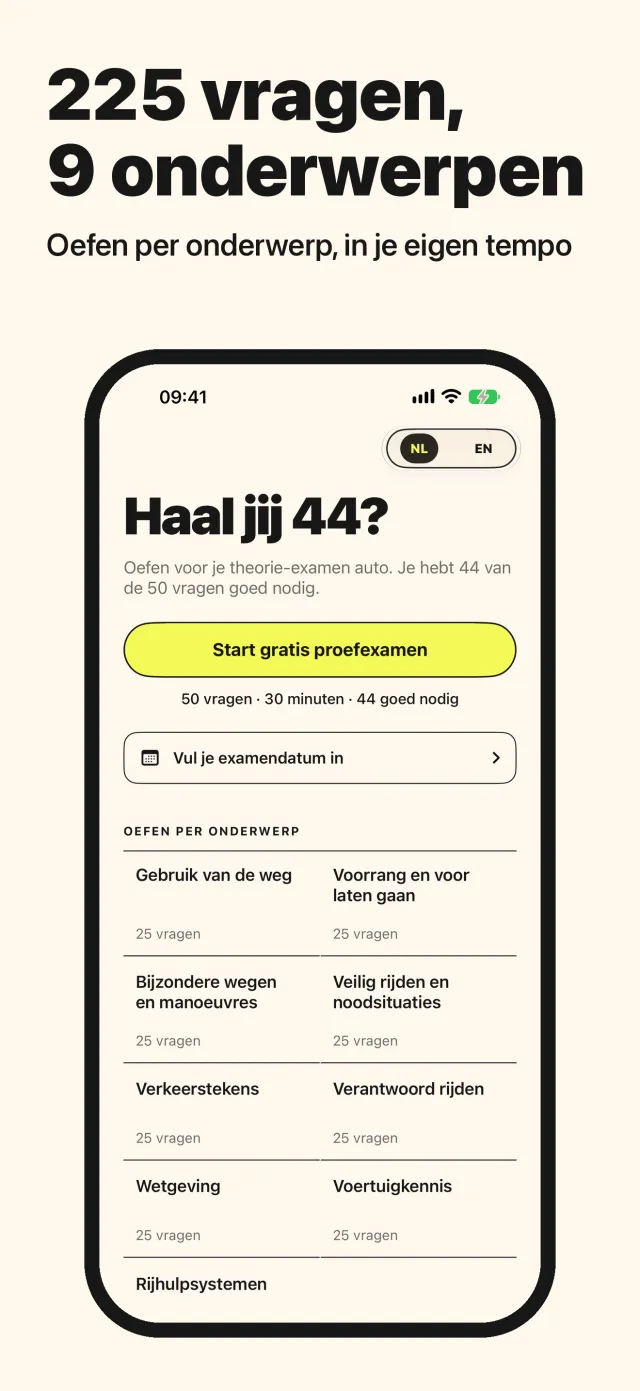 225 vragen,
9 onderwerpen
Oefen per onderwerp, in je eigen tempo
09:41
NL EN
Haal jij 44?
Oefen voor je theorie-examen auto. Je hebt 44 van
de 50 vragen goed nodig.
Start gratis proefexamen
50 vragen · 30 minuten · 44 goed nodig
Vul je examendatum in
OEFEN PER ONDERWERP
Gebruik van de weg
25 vragen
Voorrang en voor
laten gaan
25 vragen
Bijzondere wegen
en manoeuvres
25 vragen
Veilig rijden en
noodsituaties
25 vragen
Verkeerstekens
25 vragen
Verantwoord rijden
25 vragen
Wetgeving
25 vragen
Voertuigkennis
25 vragen
Rijhulpsystemen